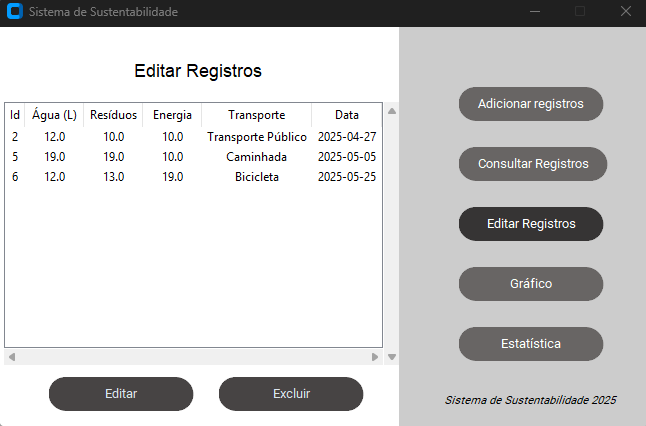 Sistema de Sustentabilidade
Editar Registros
Id Água (L) Resíduos Energia Transporte Data
2 12.0 10.0 10.0 Transporte Público 2025-04-27
5 19.0 19.0 10.0 Caminhada 2025-05-05
6 12.0 13.0 19.0 Bicicleta 2025-05-25
Editar Excluir
Adicionar registros
Consultar Registros
Editar Registros
Gráfico
Estatística
Sistema de Sustentabilidade 2025